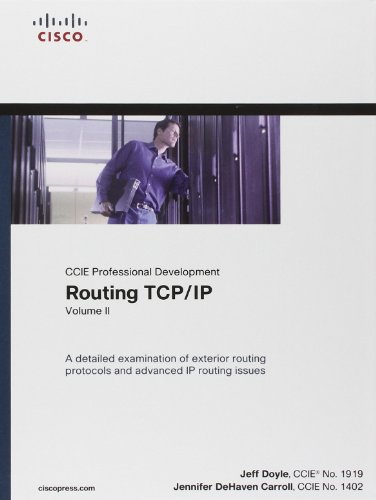 CISCO
CCIE Professional Development
Routing TCP/IP
Volume II
A detailed examination of exterior routing
protocols and advanced IP routing issues
Jeff Doyle, CCIE® No. 1919
ciscopress.com
Jennifer DeHaven Carroll, CCIE No. 1402